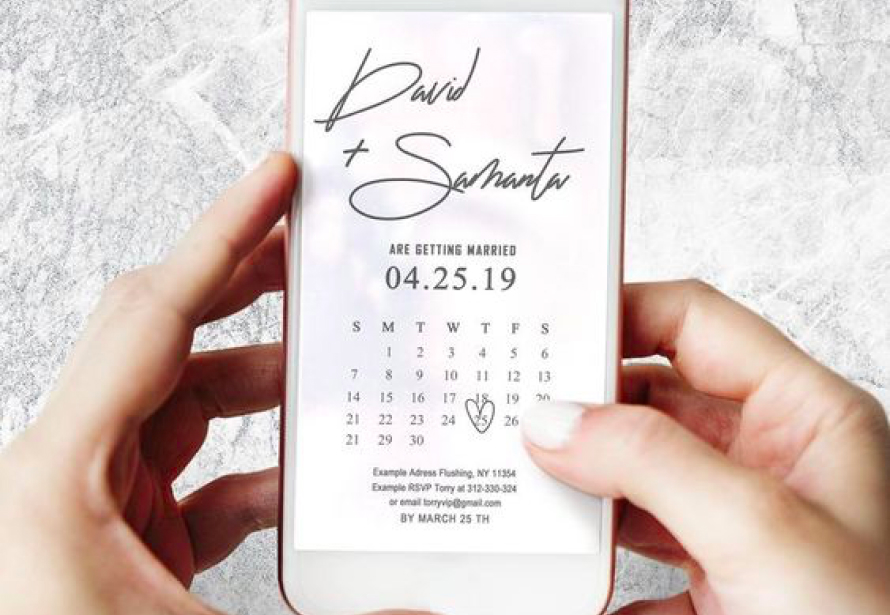 David
+ Samanta
ARE GETTING MARRIED
04.25.19
S M T W T F S
1 2 3 4 5 6
7 8 9 10 11 12 13
14 15 16 17 18 19 20
21 22 23 24 25 26
21 29 30
Example Adress Flushing, NY 11354
Example RSVP Torry at 312-330-324
or email torryvip@gmail.com
BY MARCH 25 TH